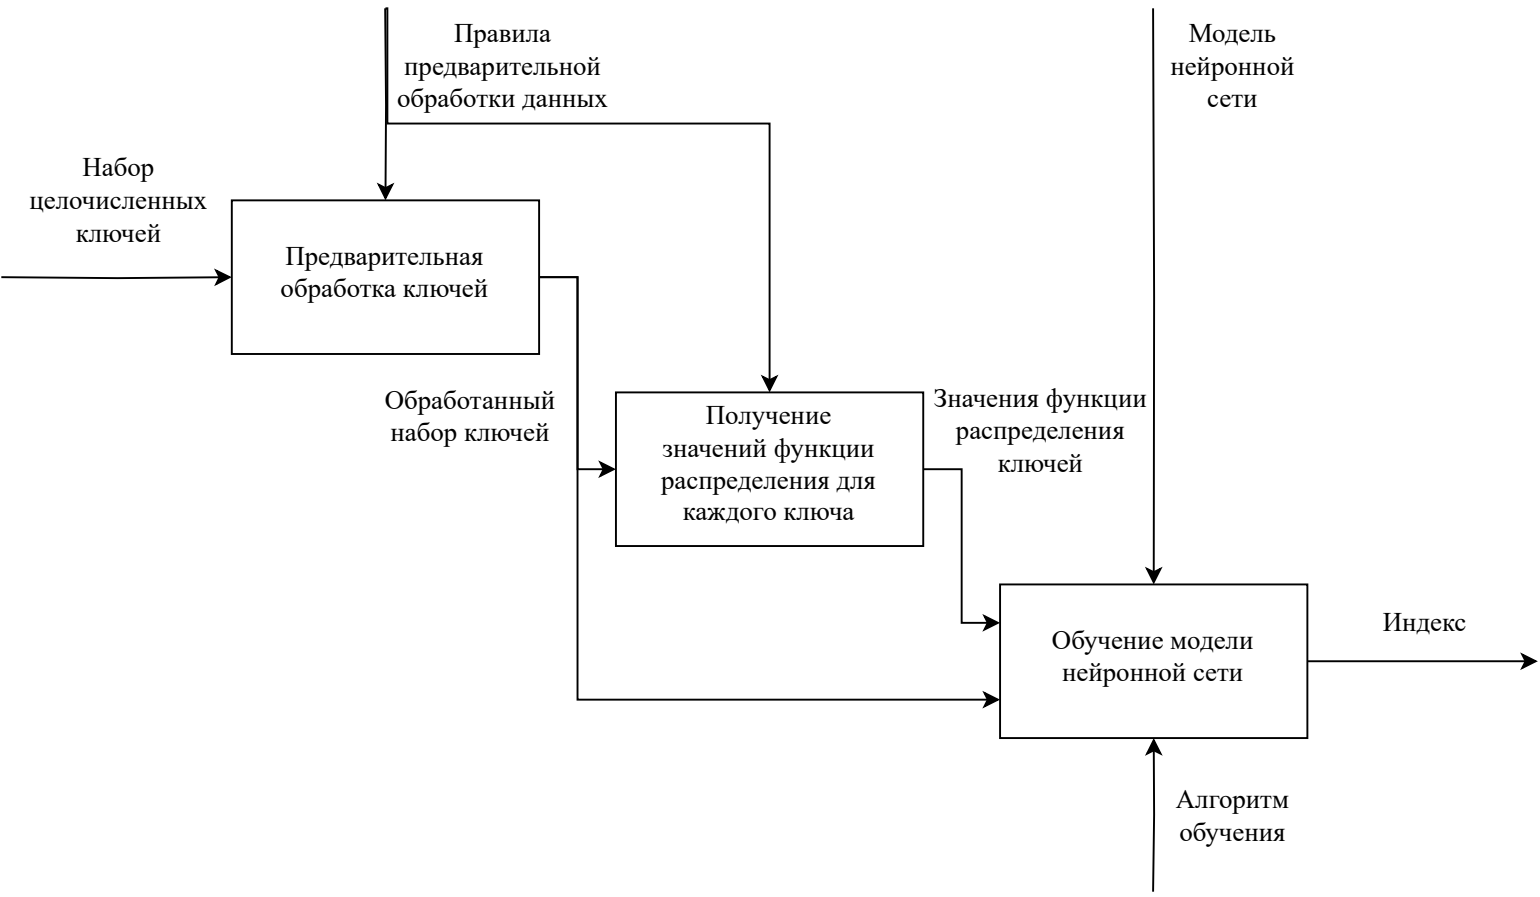 Правила
предварительной
обработки данных
Модель
нейронной
сети
Набор
целочисленных
ключей
Предварительная
обработка ключей
Обработанный
набор ключей
Получение
значений функции
распределения для
каждого ключа
Значения функции
распределения
ключей
Обучение модели
нейронной сети
Индекс
Алгоритм
обучения